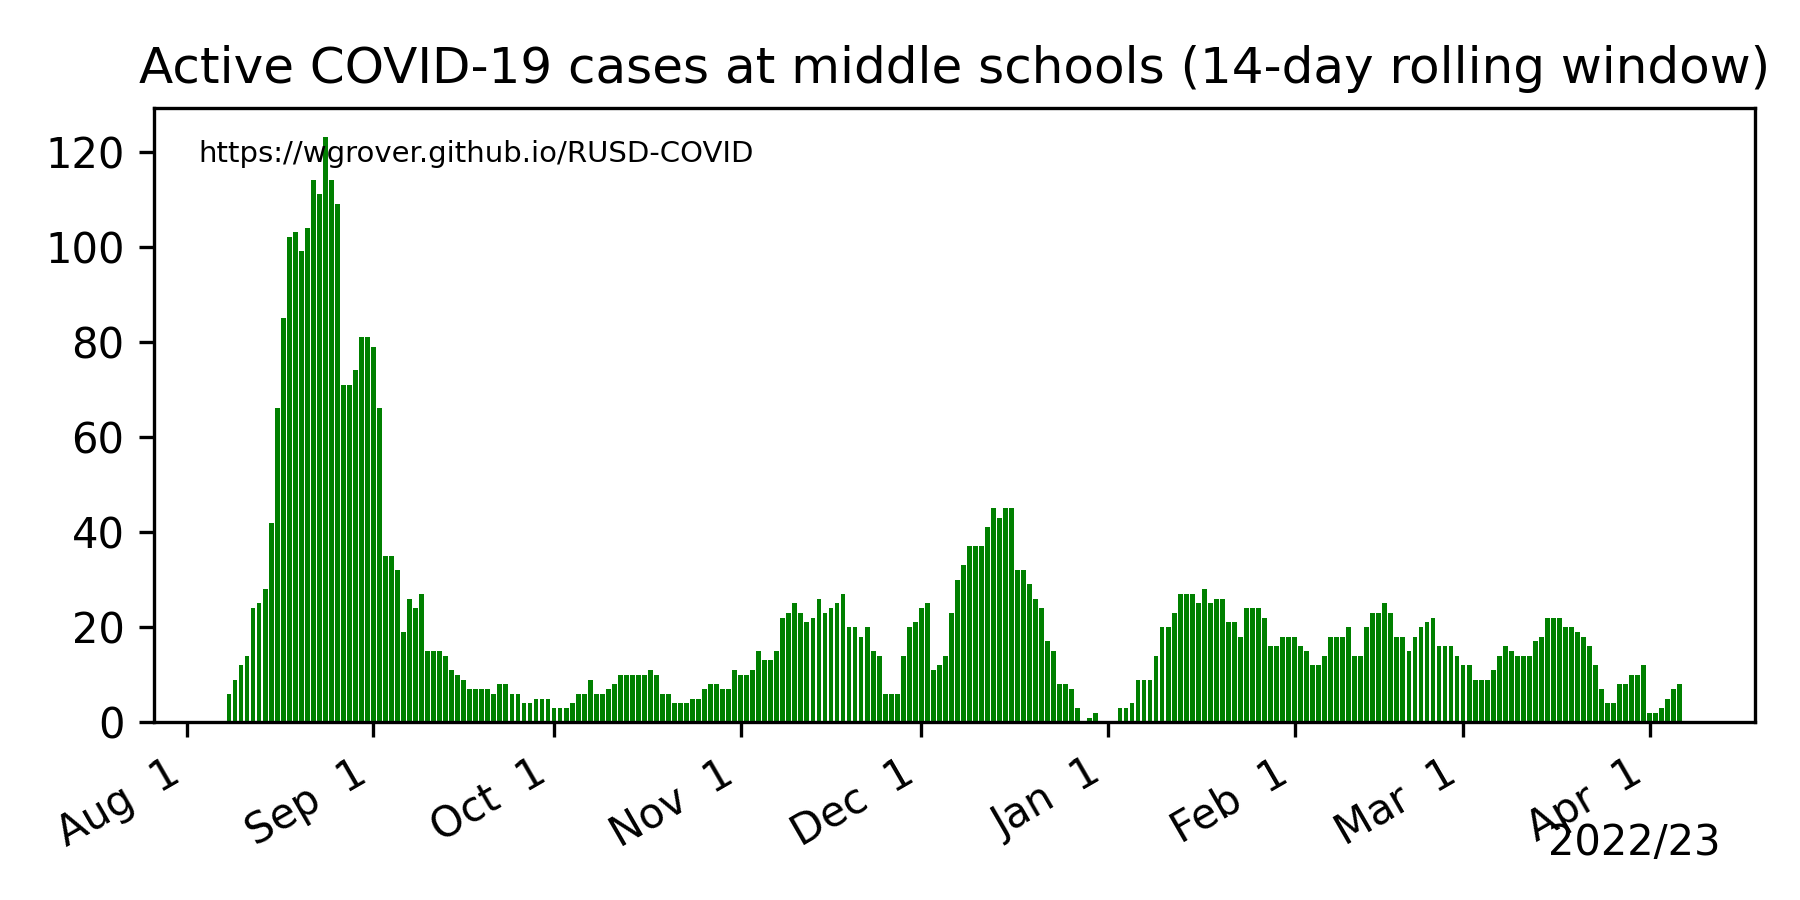 Active COVID-19 cases at middle schools (14-day rolling window)
https://wgrover.github.io/RUSD-COVID
120
100
80
60
40
20
0
Aug 1
Sep 1
Oct 1
Nov 1
Dec 1
Jan 1
Feb 1
Mar 1
Apr 1
2022/23